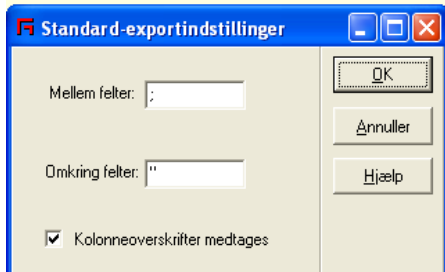 Standard-exportindstillinger
Mellem felter: ;
Omkring felter: "
Kolonneoverskrifter medtages
OK
Annuller
Hjælp